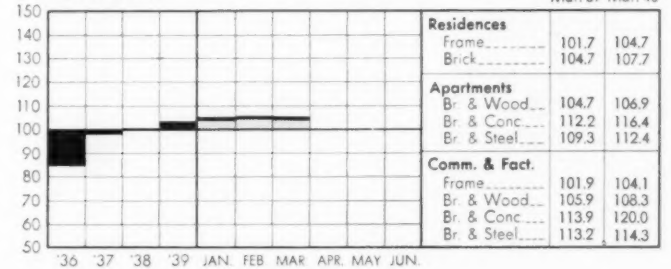 150
140
130
120
110
100
90
80
70
60
50
'36 '37 '38 '39 JAN. FEB MAR APR. MAY JUN.
Residences
Frame 101.7 104.7
Brick 104.7 107.7
Apartments
Br. & Wood 104.7 106.9
Br. & Conc 112.2 116.4
Br. & Steel 109.3 112.4
Comm. & Fact.
Frame 101.9 104.1
Br. & Wood 105.9 108.3
Br. & Conc 113.9 120.0
Br. & Steel 113.2 114.3